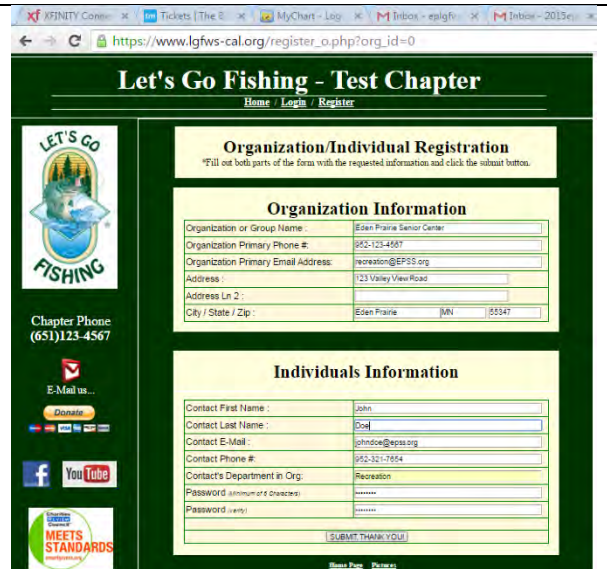 XFINITY Conne
Tickets | The E
MyChart - Log
Inbox - eplgfv
Inbox - 2015e
https://www.lgfws-cal.org/register_o.php?org_id=0
Let's Go Fishing - Test Chapter
Home / Login / Register
LET'S GO
FISHING
Chapter Phone
(651)123-4567
E-Mail us...
Donate
f You Tube
Charities
Review
Council
MEETS
STANDARDS
Organization/Individual Registration
*Fill out both parts of the form with the requested information and click the submit button.
Organization Information
Organization or Group Name : Eden Prairie Senior Center
Organization Primary Phone #: 952-123-4567
Organization Primary Email Address: recreation@EPSS.org
Address : 123 Valley View Road
Address Ln 2 :
City / State / Zip : Eden Prairie MN 55347
Individuals Information
Contact First Name : John
Contact Last Name : Doe
Contact E-Mail : johndoe@epss.org
Contact Phone #: 952-321-7654
Contact's Department in Org: Recreation
Password (Minimum of 5 Characters) ********
Password (verify) ********
SUBMIT, THANK YOU!
Home Page Pictures